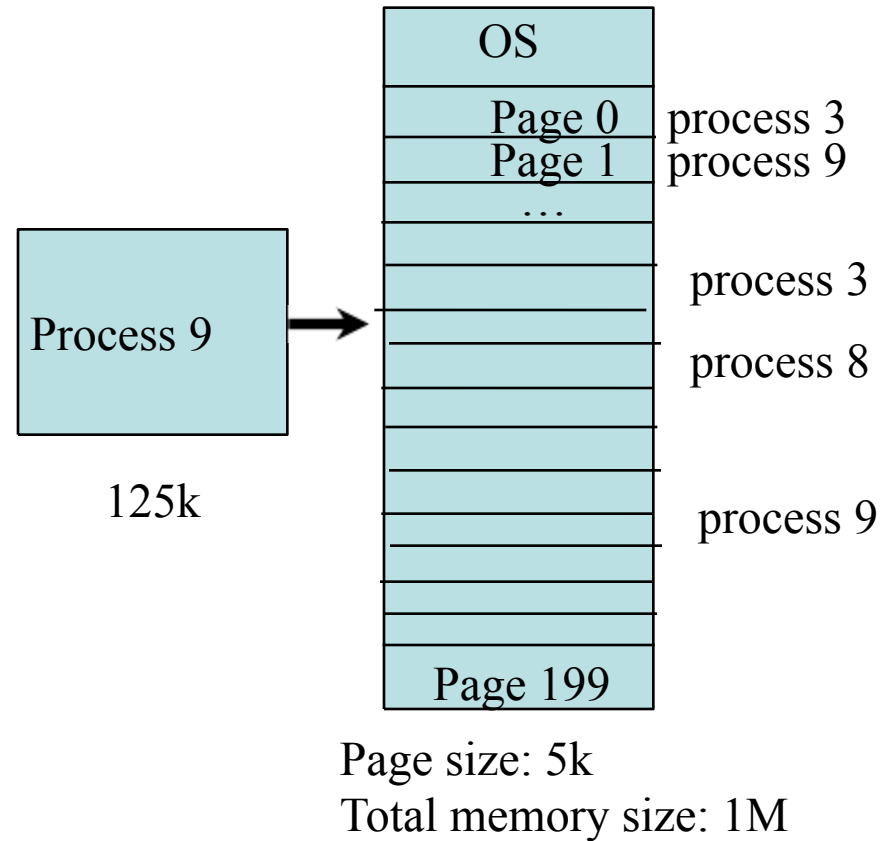 OS
Page 0 process 3
Page 1 process 9
...
process 3
Process 9
process 8
125k
process 9
Page 199
Page size: 5k
Total memory size: 1M